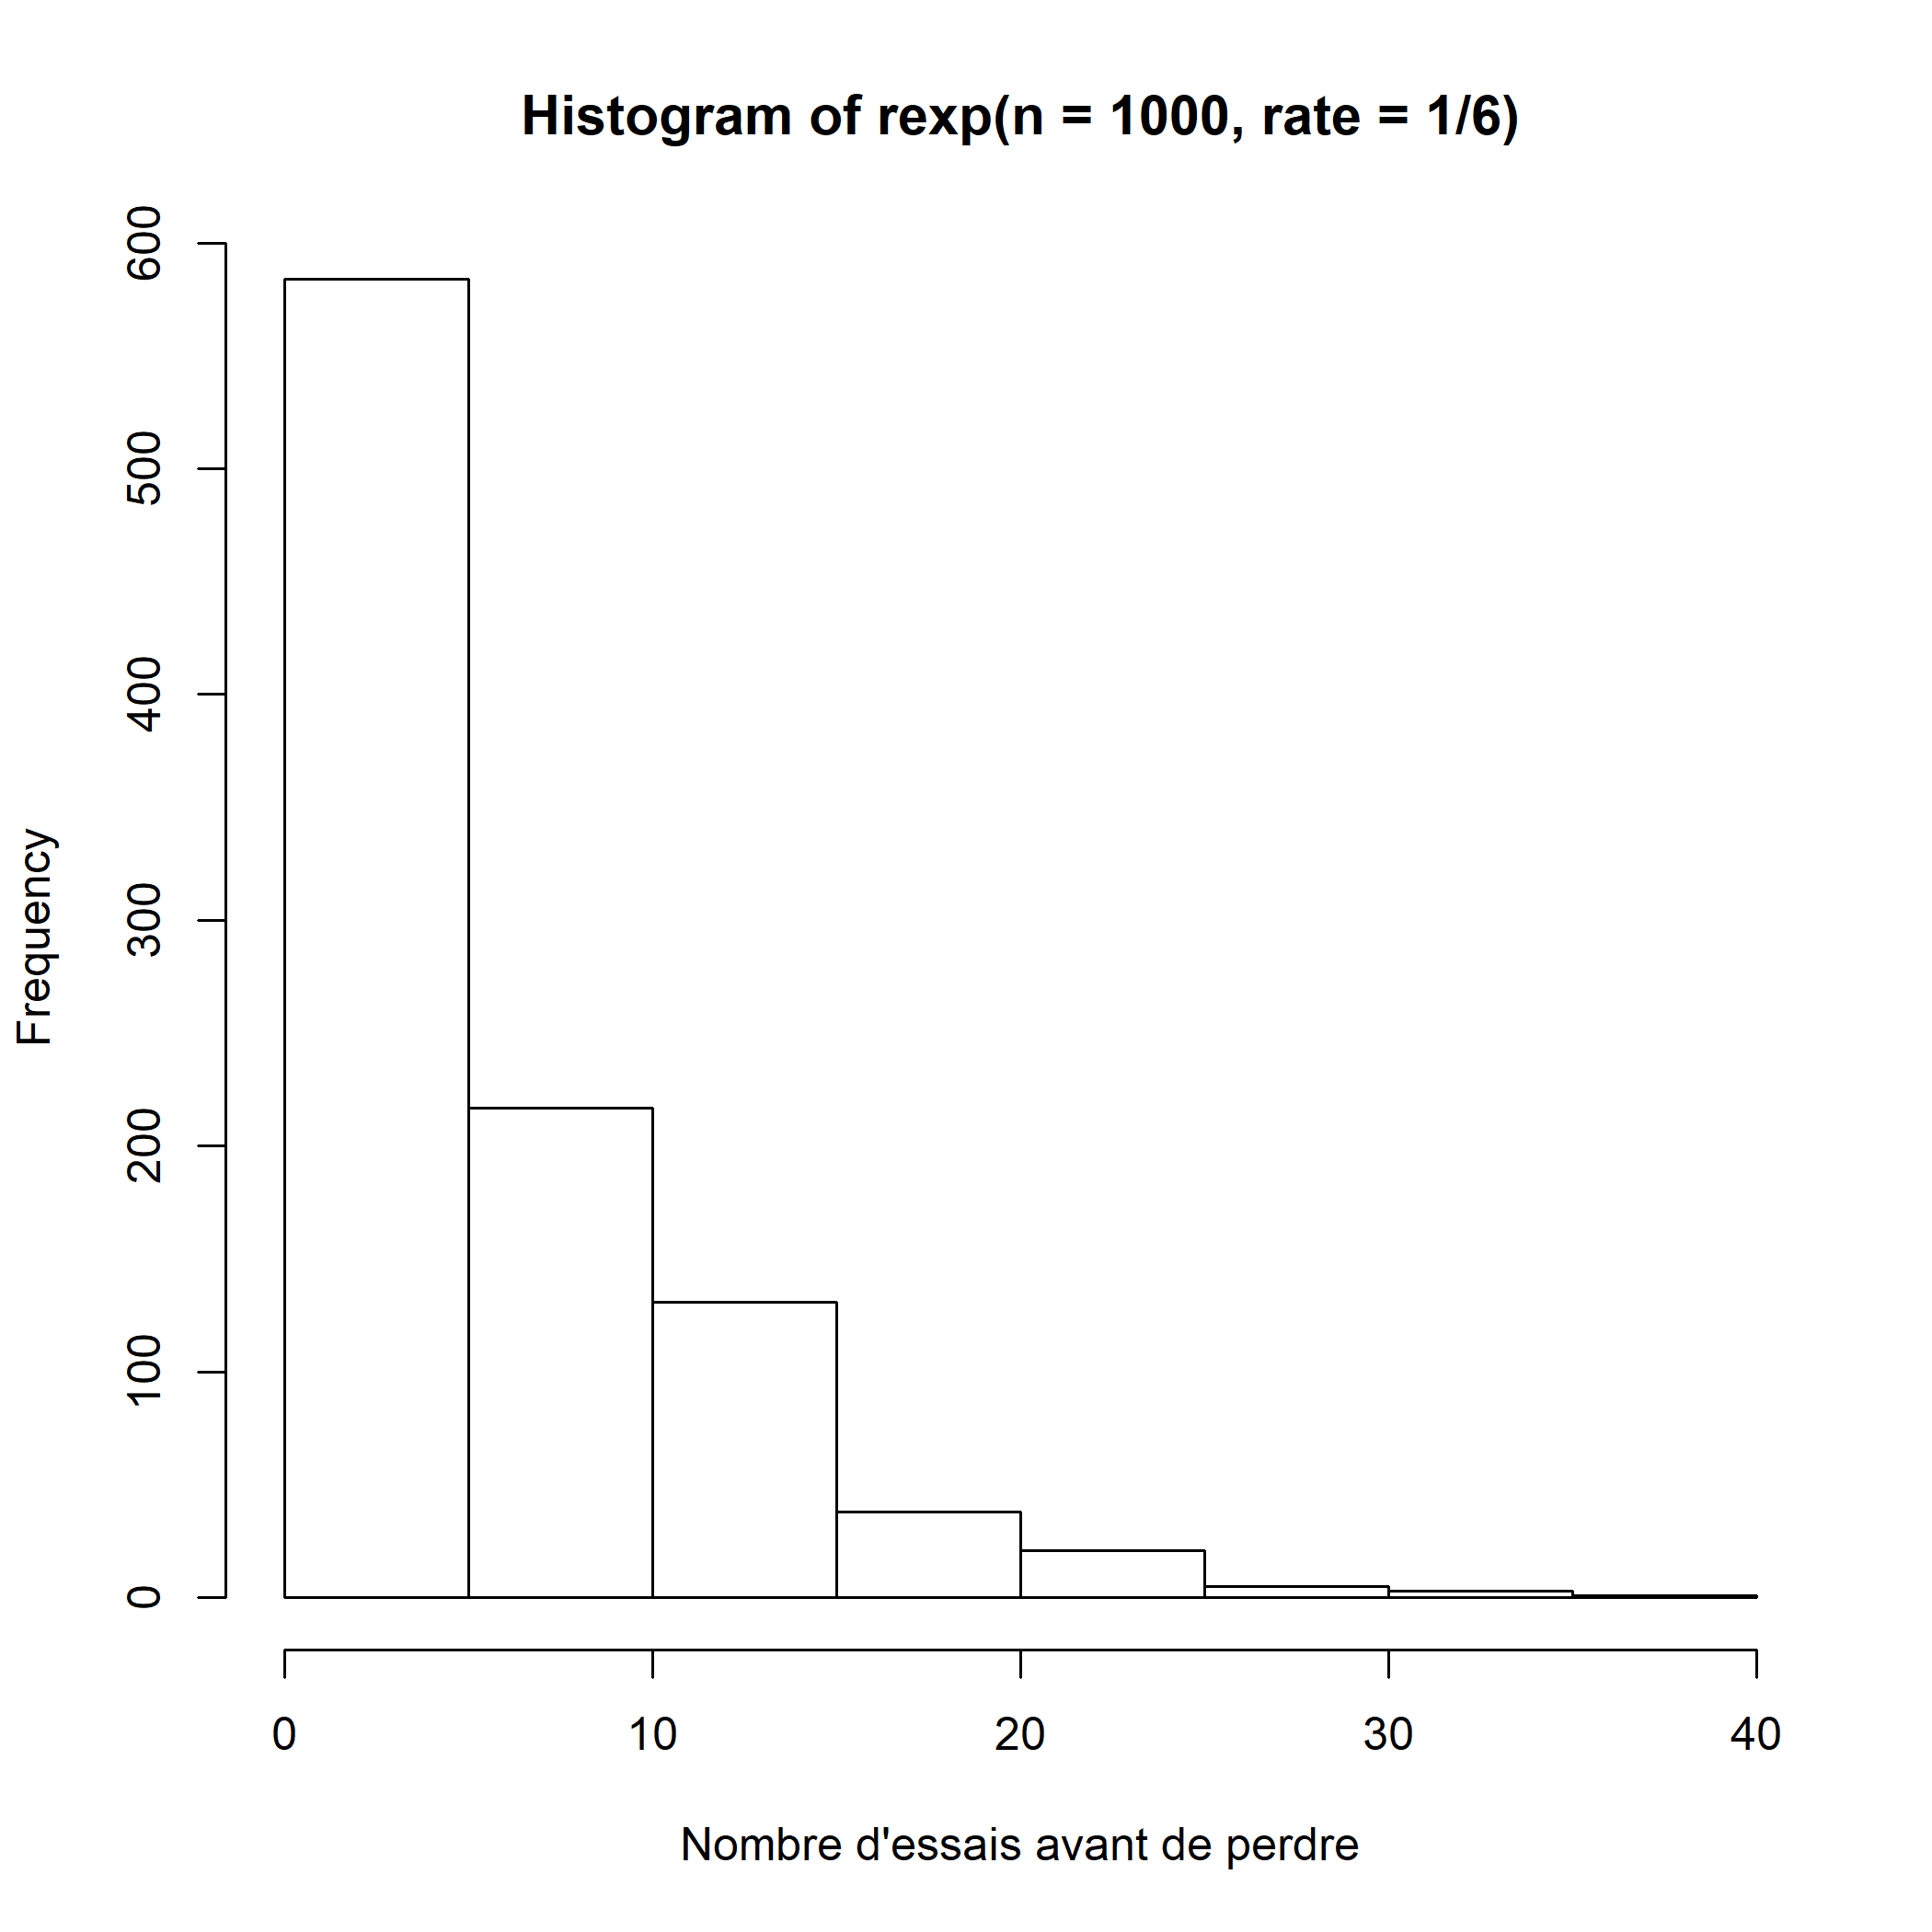 Histogram of rexp(n = 1000, rate = 1/6)
600
500
400
300
200
100
0
Frequency
0 10 20 30 40
Nombre d'essais avant de perdre